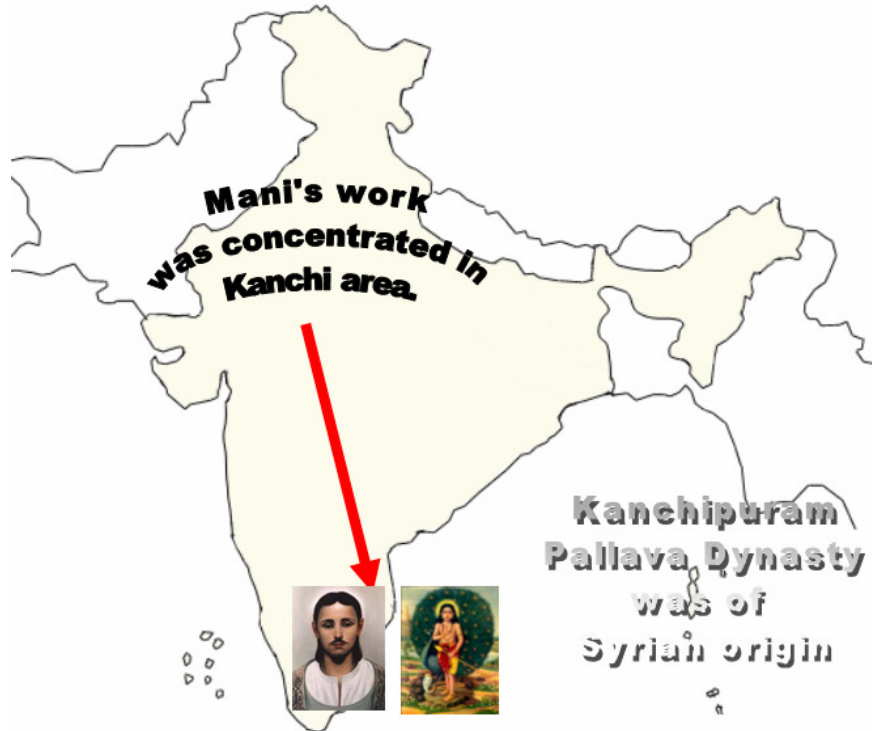 Mani's work
was concentrated in
Kanchi area.
Kanchipuram
Pallava Dynasty
was of
Syrian origin